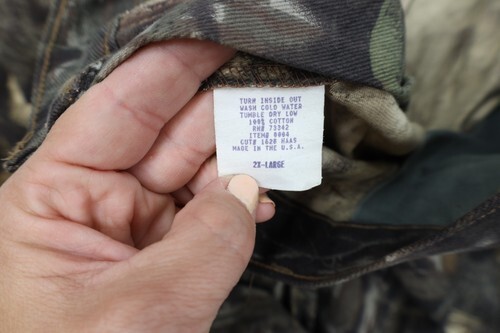 TURN INSIDE OUT
WASH COLD WATER
TUMBLE DRY LOW
100% COTTON
RN# 73342
ITEM# 0004
CUT# 1620 HAAS
MADE IN THE U.S.A.
2X-LARGE